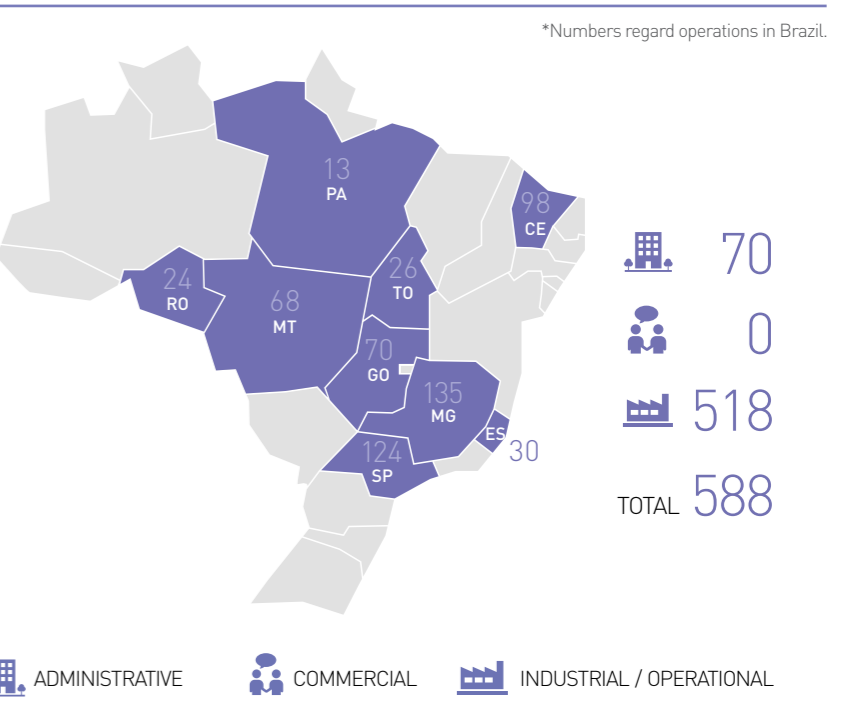 *Numbers regard operations in Brazil.
13
PA
98
CE
24
RO
68
MT
26
TO
70
GO
135
MG
ES
30
124
SP
70
0
518
TOTAL 588
ADMINISTRATIVE
COMMERCIAL
INDUSTRIAL / OPERATIONAL